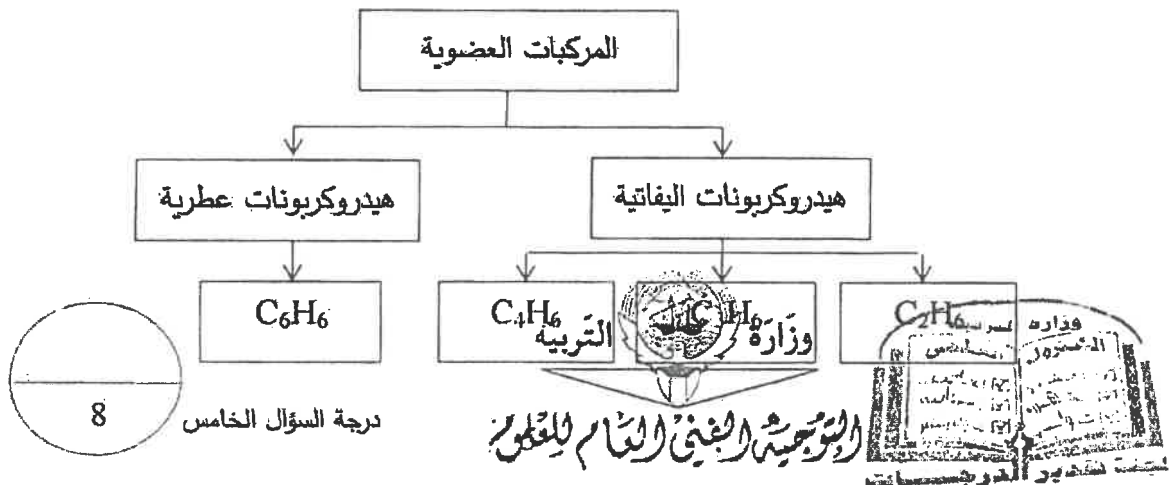 المركبات العضوية
هيدروكربونات اليفاتية هيدروكربونات عطرية
C₂H₆ C₃H₆ C₄H₆ C₆H₆
وزارة التربية
درجة السؤال الخامس 8
التوجيه الفني العام للعلوم